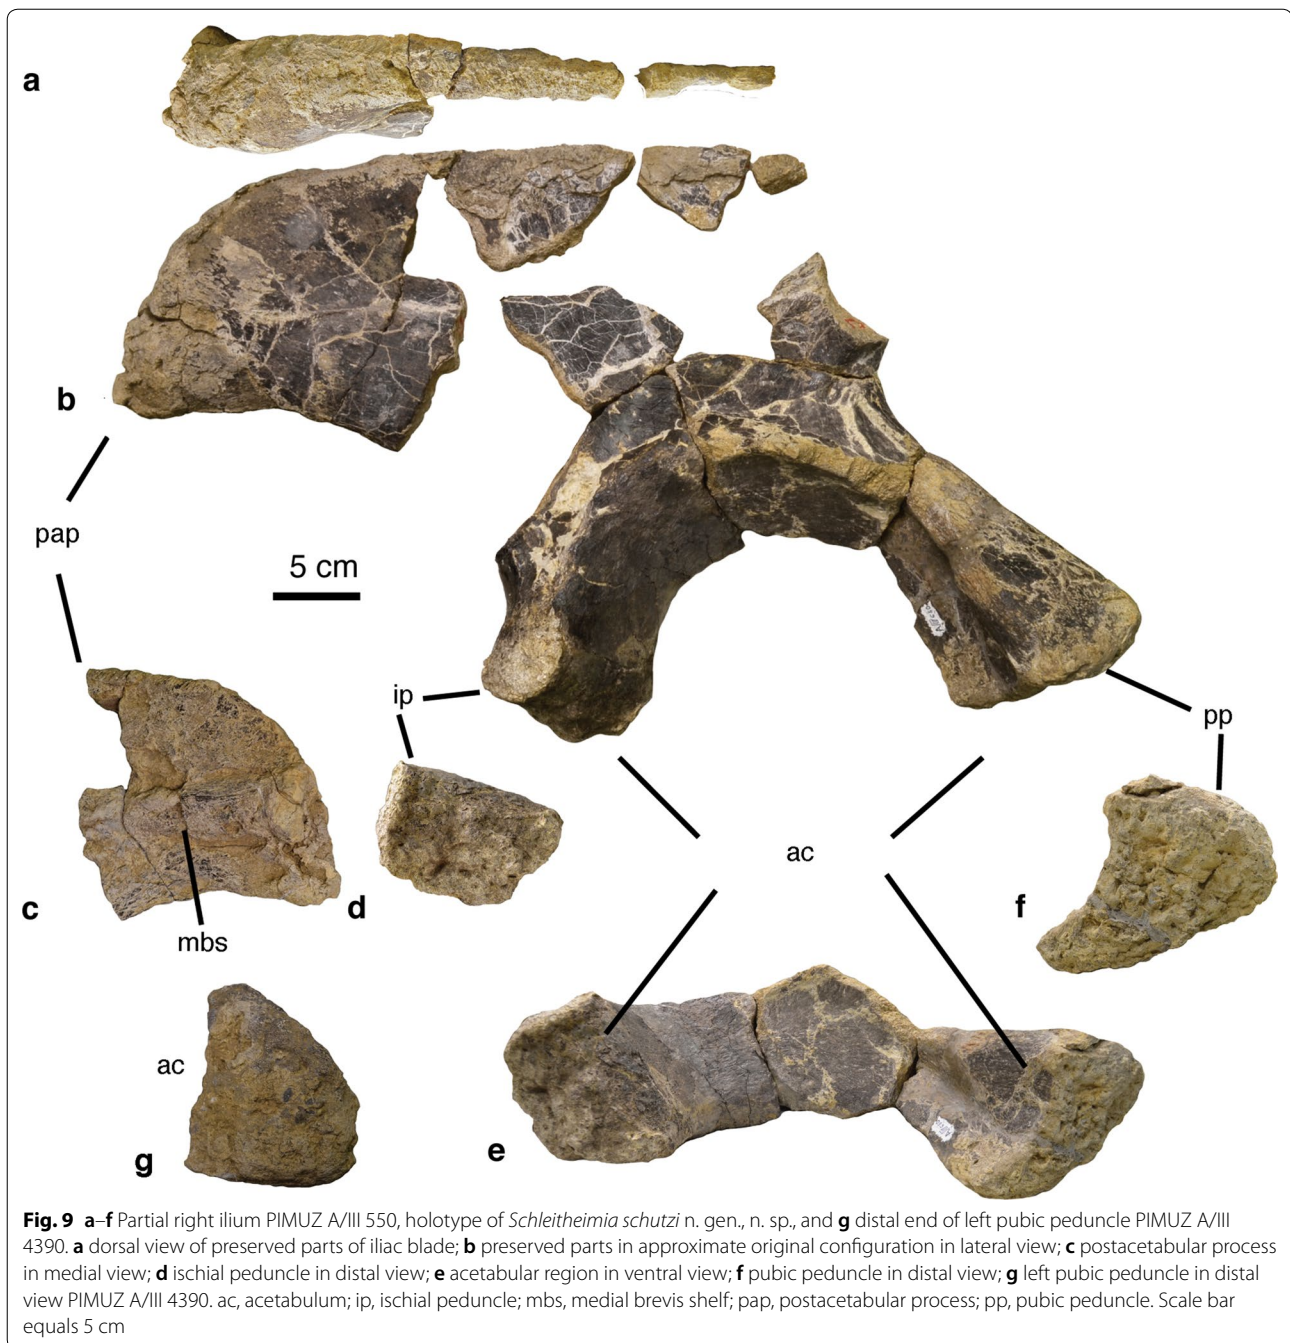 a
b
pap
5 cm
ip
pp
c
d
ac
f
mbs
ac
g
e
Fig. 9 a–f Partial right ilium PIMUZ A/III 550, holotype of Schleitheimia schutzi n. gen., n. sp., and g distal end of left pubic peduncle PIMUZ A/III
4390. a dorsal view of preserved parts of iliac blade; b preserved parts in approximate original configuration in lateral view; c postacetabular process
in medial view; d ischial peduncle in distal view; e acetabular region in ventral view; f pubic peduncle in distal view; g left pubic peduncle in distal
view PIMUZ A/III 4390. ac, acetabulum; ip, ischial peduncle; mbs, medial brevis shelf; pap, postacetabular process; pp, pubic peduncle. Scale bar
equals 5 cm